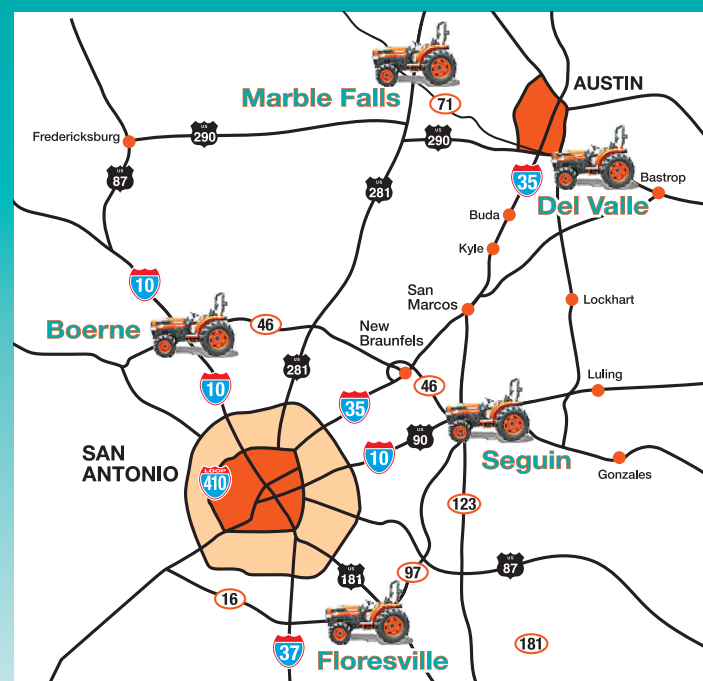 Marble Falls
71
AUSTIN
Fredericksburg
US
290
US
290
US
87
US
281
35
Bastrop
Del Valle
Buda
Kyle
10
San
Marcos
Lockhart
Boerne
46
New
Braunfels
US
281
10
46
Luling
35
SAN
ANTONIO
US
90
10
Seguin
LOOP
410
Gonzales
123
US
181
97
US
87
16
37
Floresville
181